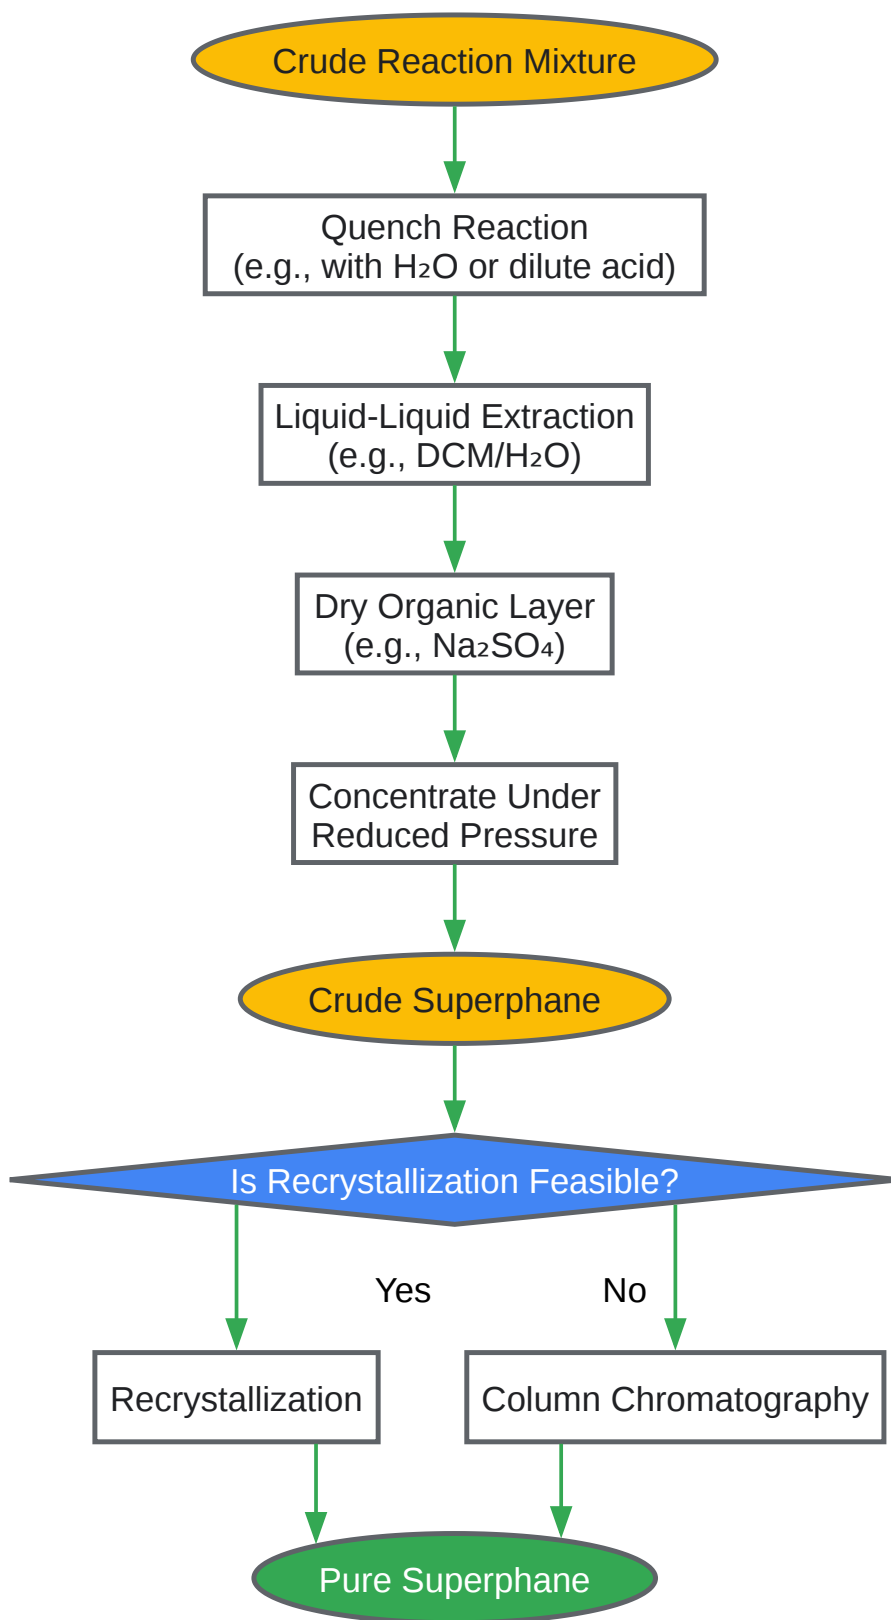 Crude Reaction Mixture
Quench Reaction
(e.g., with H₂O or dilute acid)
Liquid-Liquid Extraction
(e.g., DCM/H₂O)
Dry Organic Layer
(e.g., Na₂SO₄)
Concentrate Under
Reduced Pressure
Crude Superphane
Is Recrystallization Feasible?
Yes
No
Recrystallization
Column Chromatography
Pure Superphane